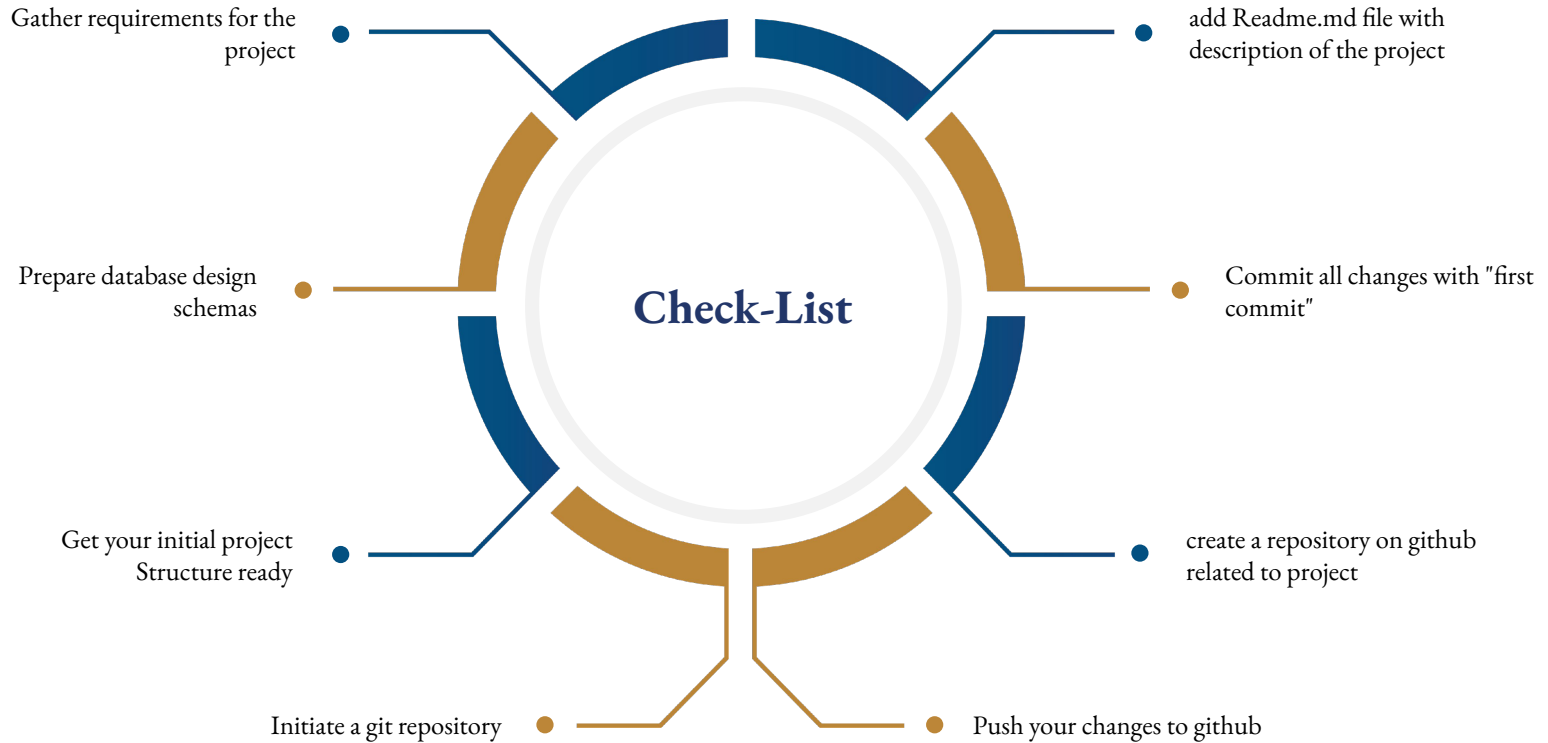 Gather requirements for the
project
Prepare database design
schemas
Get your initial project
Structure ready
Initiate a git repository
Check-List
add Readme.md file with
description of the project
Commit all changes with "first
commit"
create a repository on github
related to project
Push your changes to github